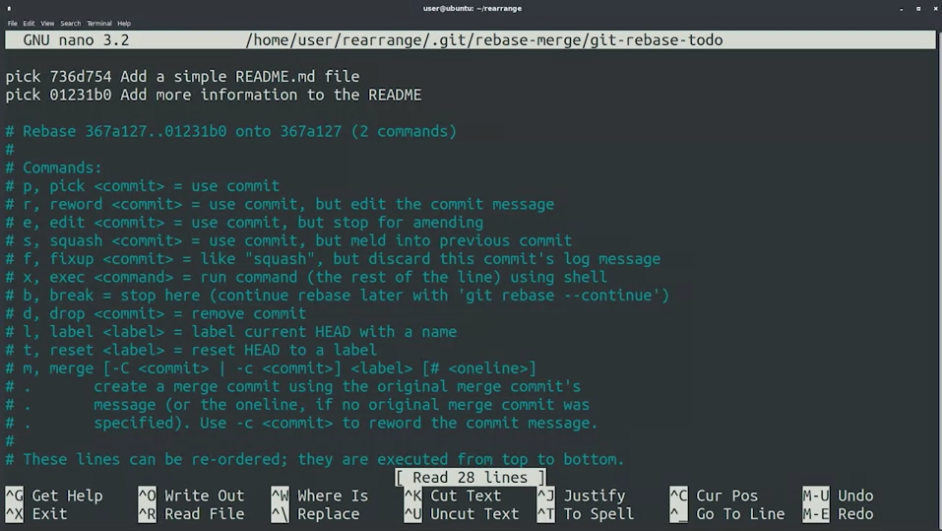 user@ubuntu: ~/rearrange
File Edit View Search Terminal Help
GNU nano 3.2 /home/user/rearrange/.git/rebase-merge/git-rebase-todo
pick 736d754 Add a simple README.md file
pick 01231b0 Add more information to the README
# Rebase 367a127..01231b0 onto 367a127 (2 commands)
#
# Commands:
# p, pick <commit> = use commit
# r, reword <commit> = use commit, but edit the commit message
# e, edit <commit> = use commit, but stop for amending
# s, squash <commit> = use commit, but meld into previous commit
# f, fixup <commit> = like "squash", but discard this commit's log message
# x, exec <command> = run command (the rest of the line) using shell
# b, break = stop here (continue rebase later with 'git rebase --continue')
# d, drop <commit> = remove commit
# l, label <label> = label current HEAD with a name
# t, reset <label> = reset HEAD to a label
# m, merge [-C <commit> | -c <commit>] <label> [# <oneline>]
# .       create a merge commit using the original merge commit's
# .       message (or the oneline, if no original merge commit was
# .       specified). Use -c <commit> to reword the commit message.
#
# These lines can be re-ordered; they are executed from top to bottom.
[ Read 28 lines ]
^G Get Help ^O Write Out ^W Where Is ^K Cut Text ^J Justify ^C Cur Pos M-U Undo
^X Exit ^R Read File ^\ Replace ^U Uncut Text ^T To Spell ^_ Go To Line M-E Redo